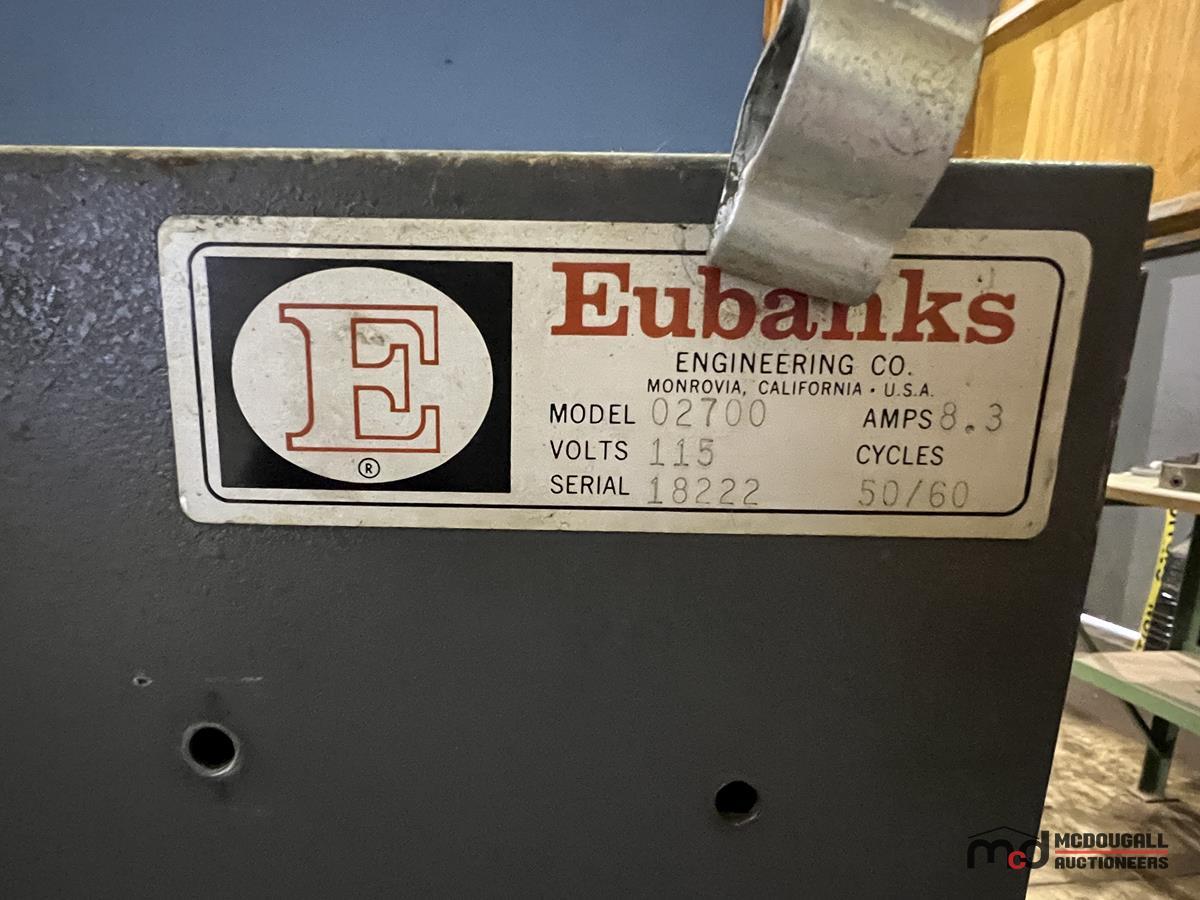 E
®
Eubanks
ENGINEERING CO.
MONROVIA, CALIFORNIA • U.S.A.
MODEL 02700 AMPS 8.3
VOLTS 115 CYCLES
SERIAL 18222 50/60
mcd MCDOUGALL
AUCTIONEERS